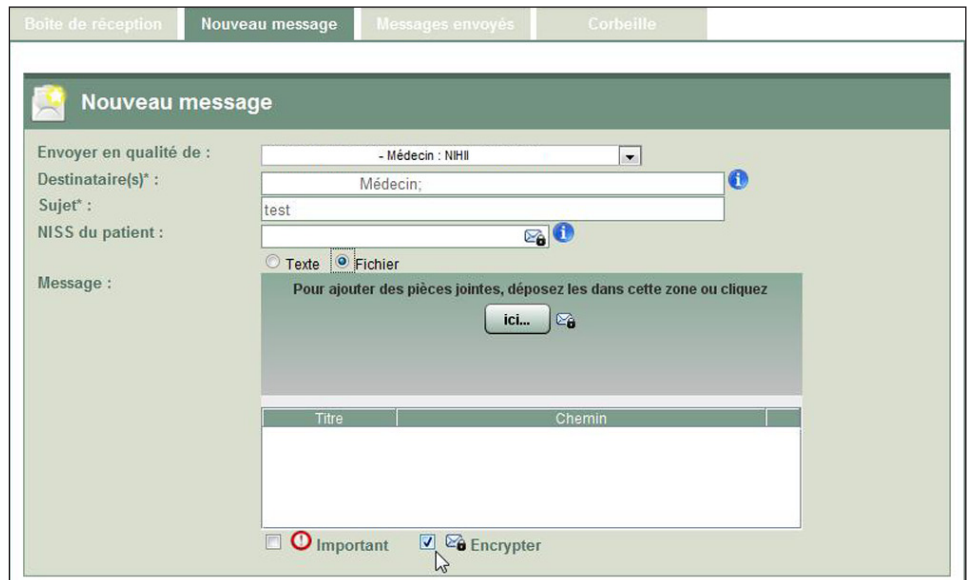 Boîte de réception Nouveau message Messages envoyés Corbeille
Nouveau message
Envoyer en qualité de : - Médecin : NIHII
Destinataire(s)* : Médecin;
Sujet* : test
NISS du patient :
Texte Fichier
Message :
Pour ajouter des pièces jointes, déposez les dans cette zone ou cliquez
ici...
Titre Chemin
Important Encrypter